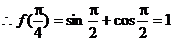 ∴ f(π/4) = sin π/2 + cos π/2 = 1